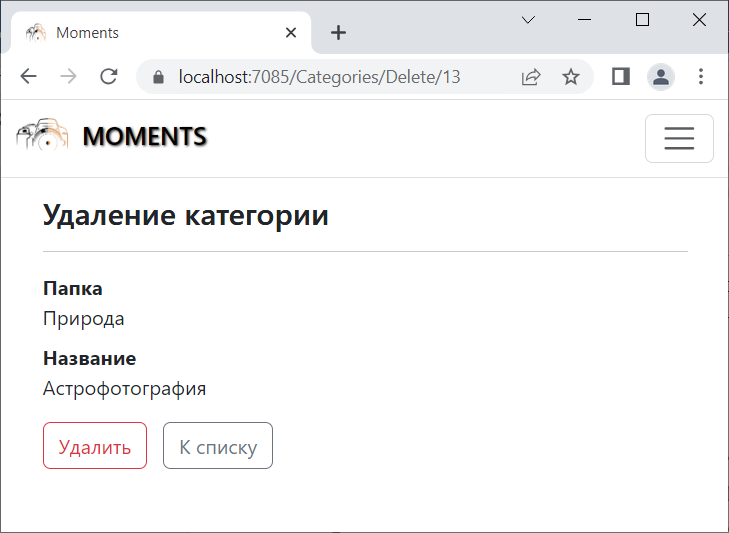 Moments
localhost:7085/Categories/Delete/13
MOMENTS
Удаление категории
Папка
Природа
Название
Астрофотография
Удалить К списку